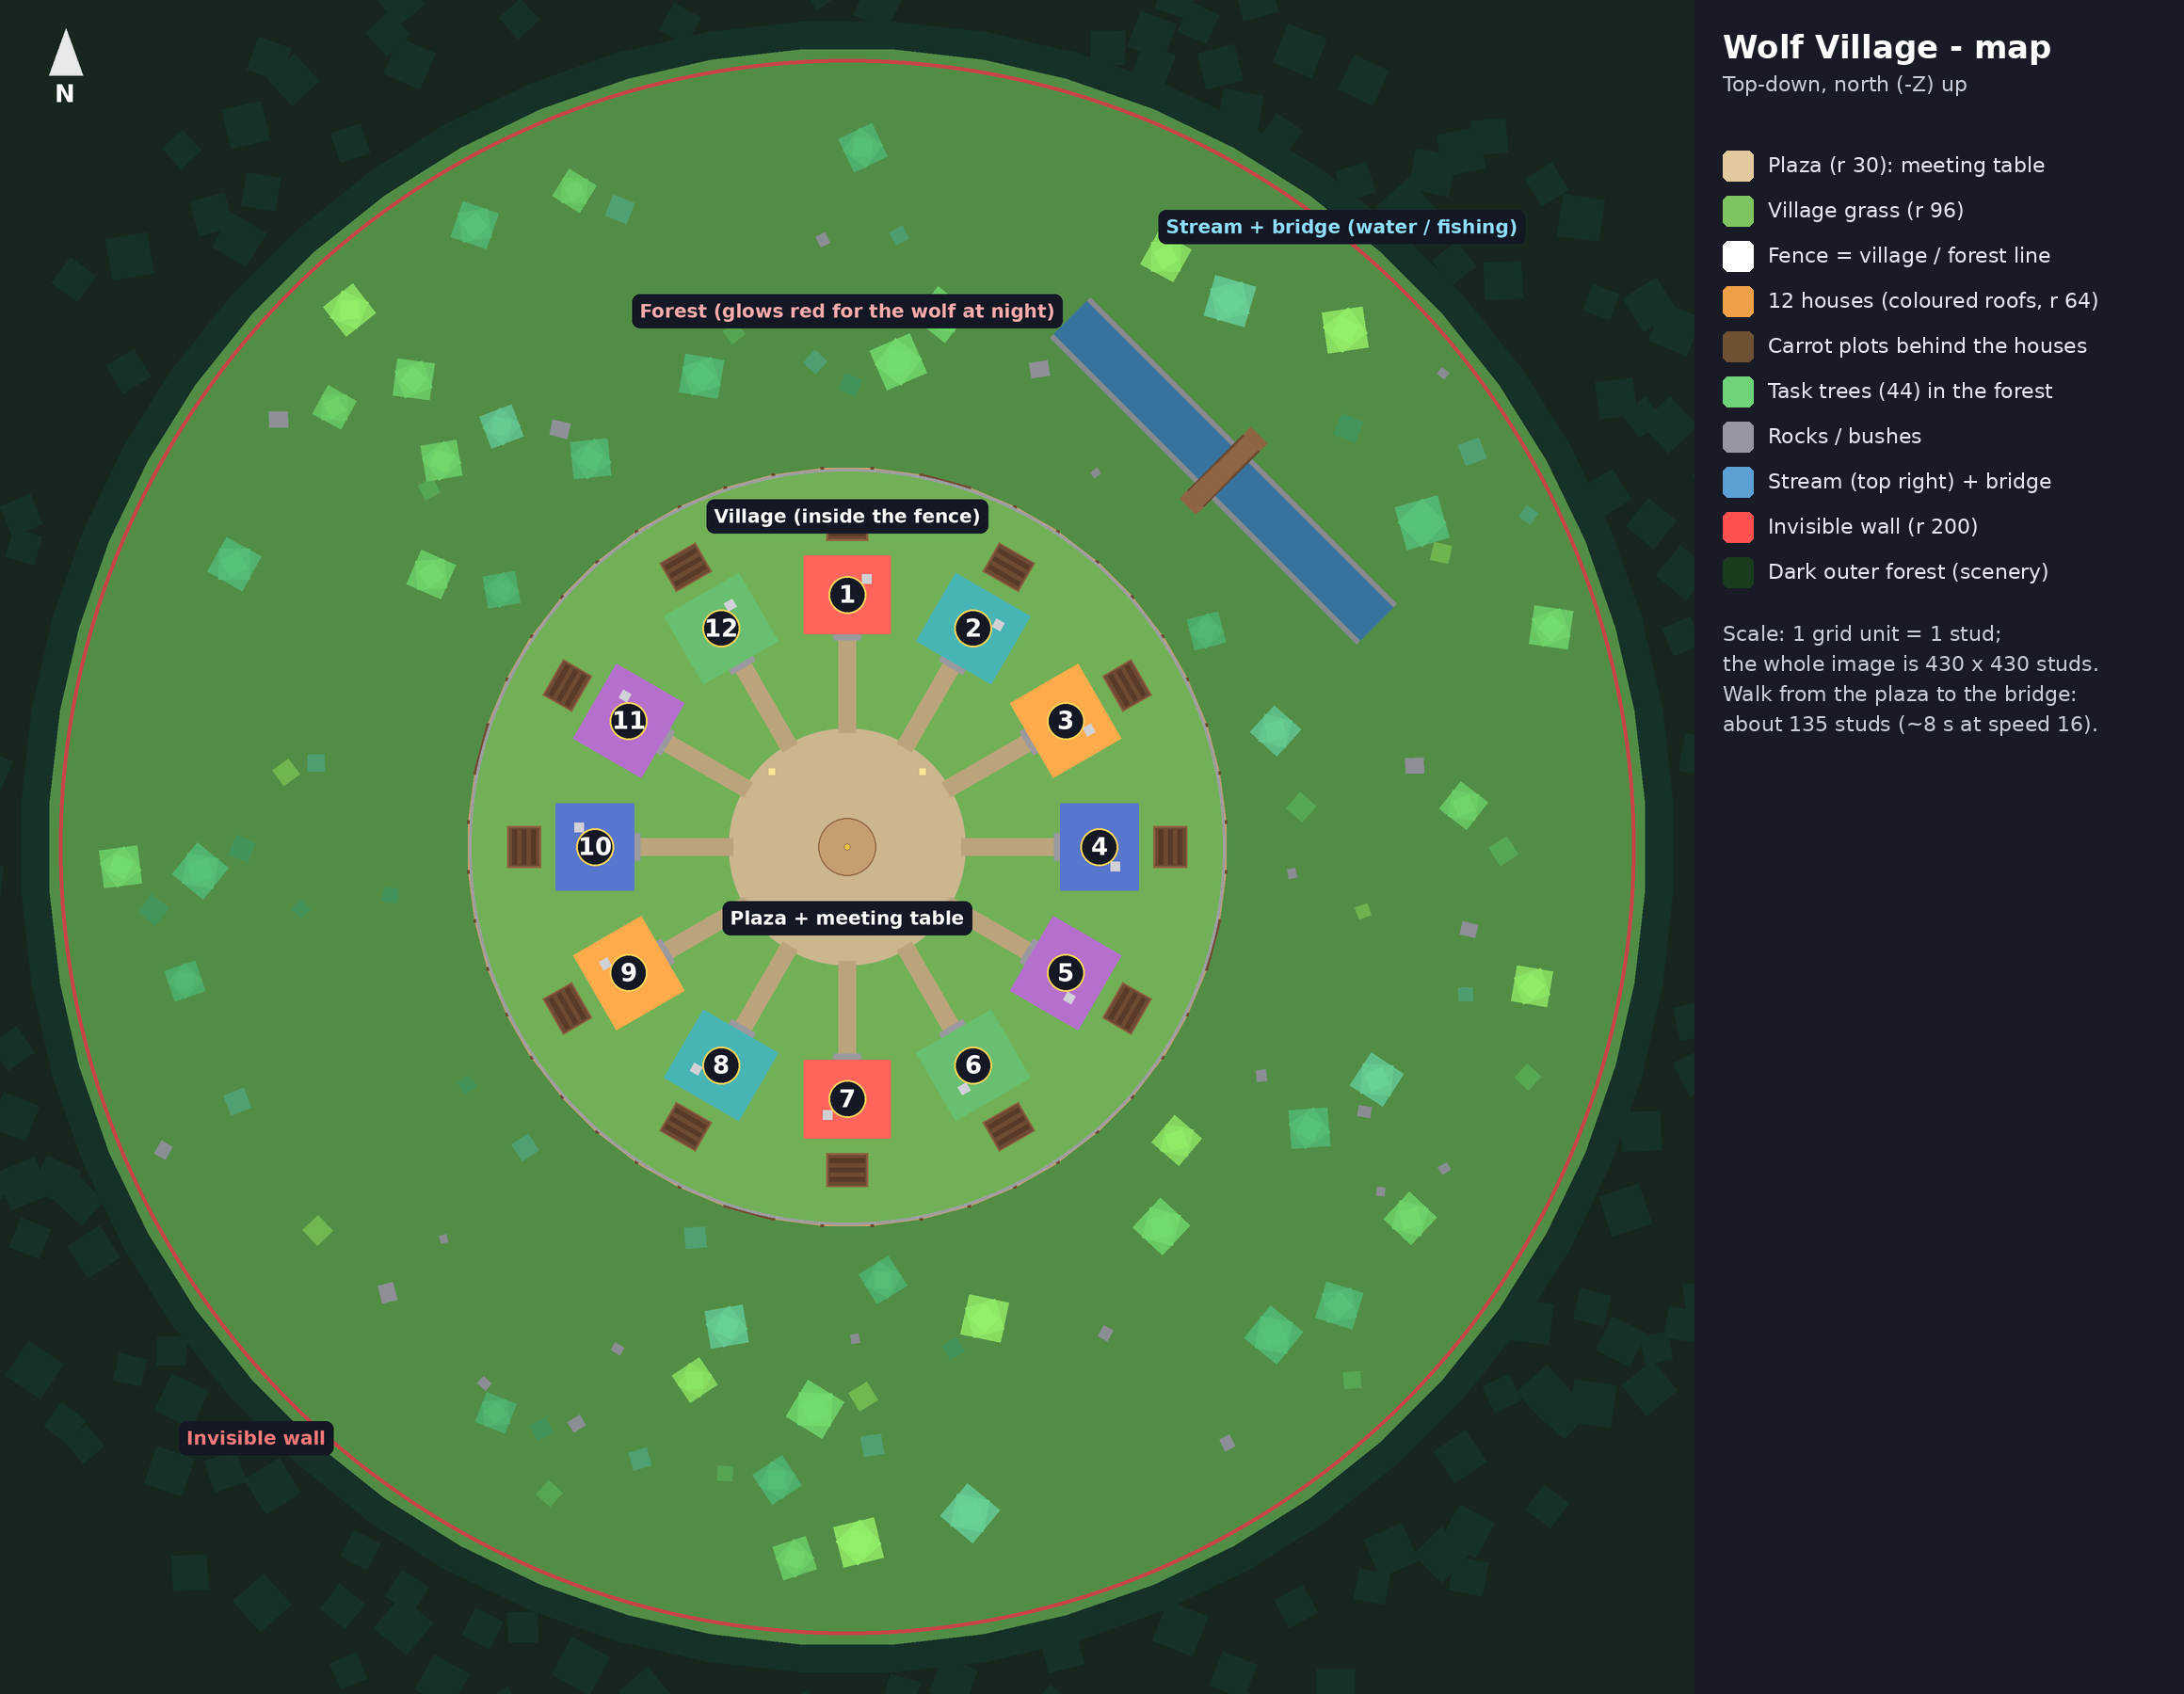 N
Stream + bridge (water / fishing)
Forest (glows red for the wolf at night)
Village (inside the fence)
1
12
2
11
3
10
4
Plaza + meeting table
9
5
8
6
7
Invisible wall
Wolf Village - map
Top-down, north (-Z) up
Plaza (r 30): meeting table
Village grass (r 96)
Fence = village / forest line
12 houses (coloured roofs, r 64)
Carrot plots behind the houses
Task trees (44) in the forest
Rocks / bushes
Stream (top right) + bridge
Invisible wall (r 200)
Dark outer forest (scenery)
Scale: 1 grid unit = 1 stud;
the whole image is 430 x 430 studs.
Walk from the plaza to the bridge:
about 135 studs (~8 s at speed 16).